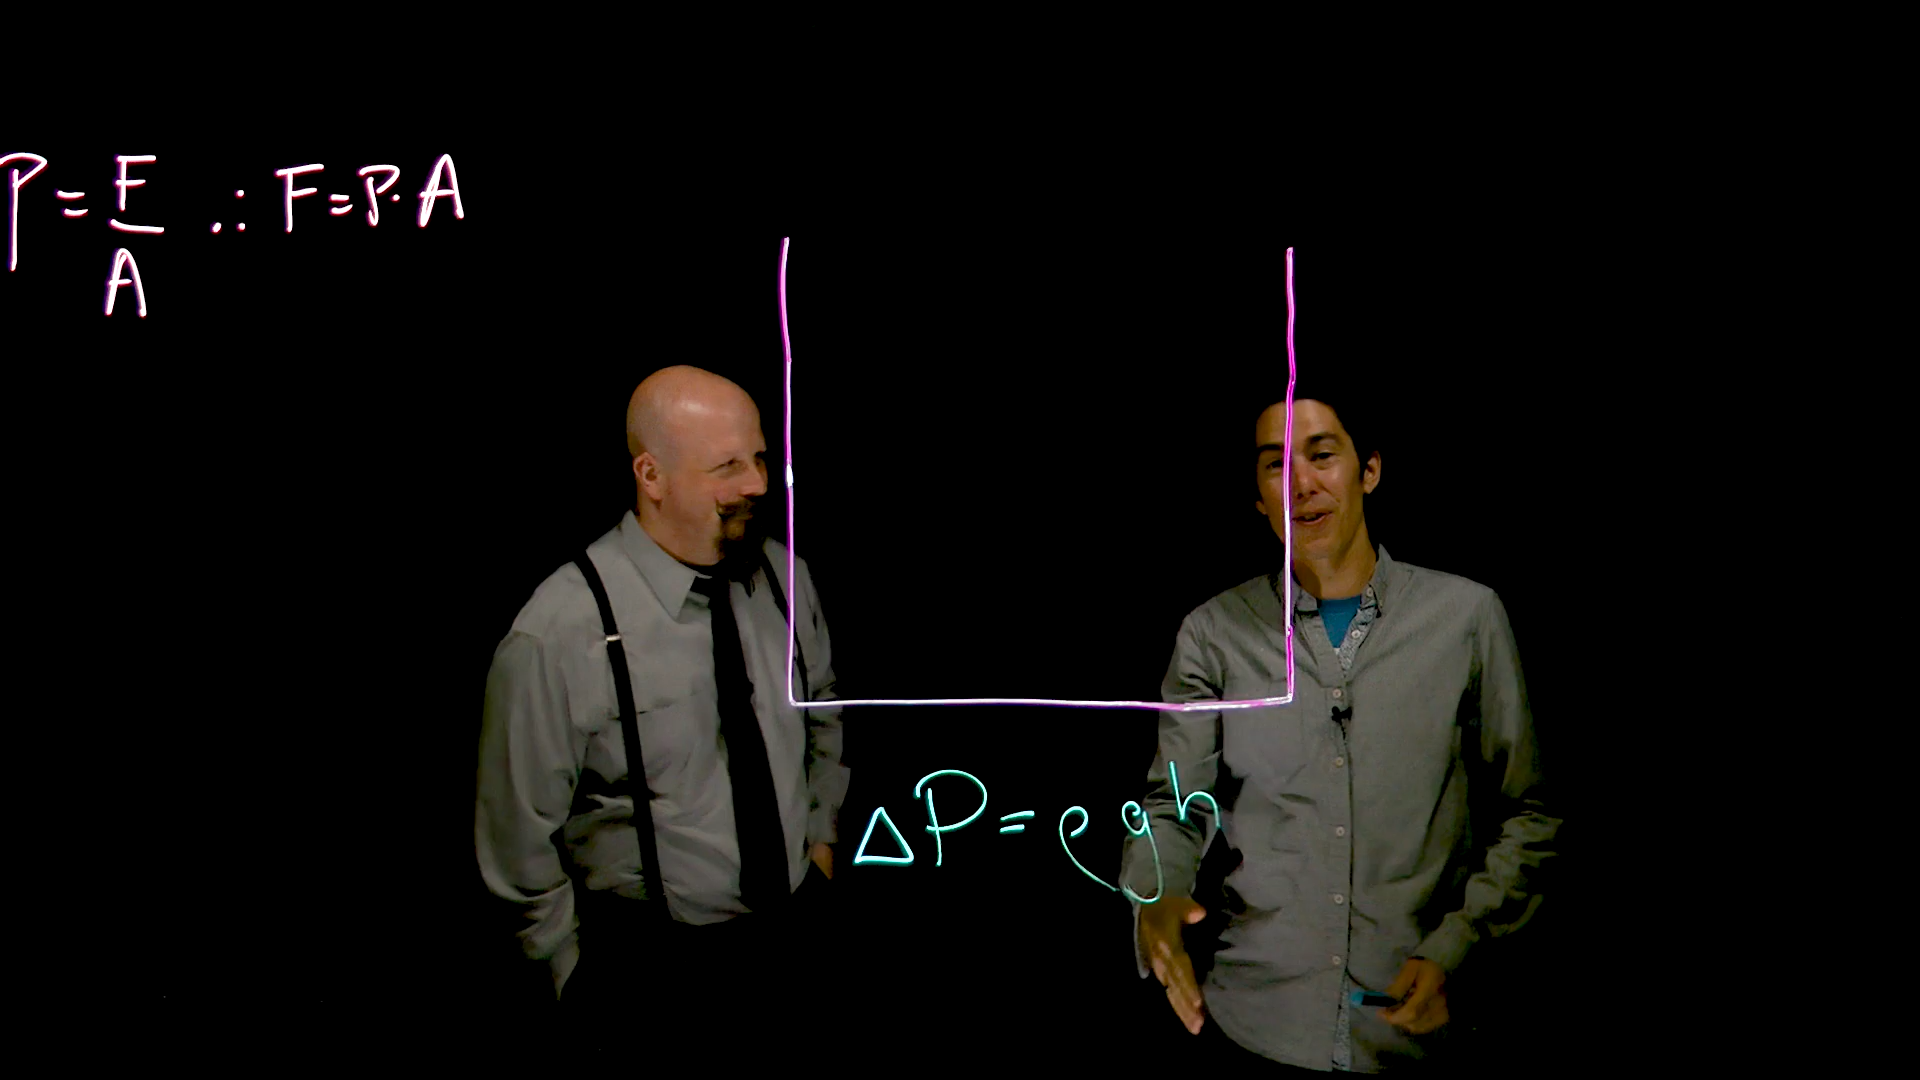 P = F/A ∴ F = P · A
ΔP = ρgh